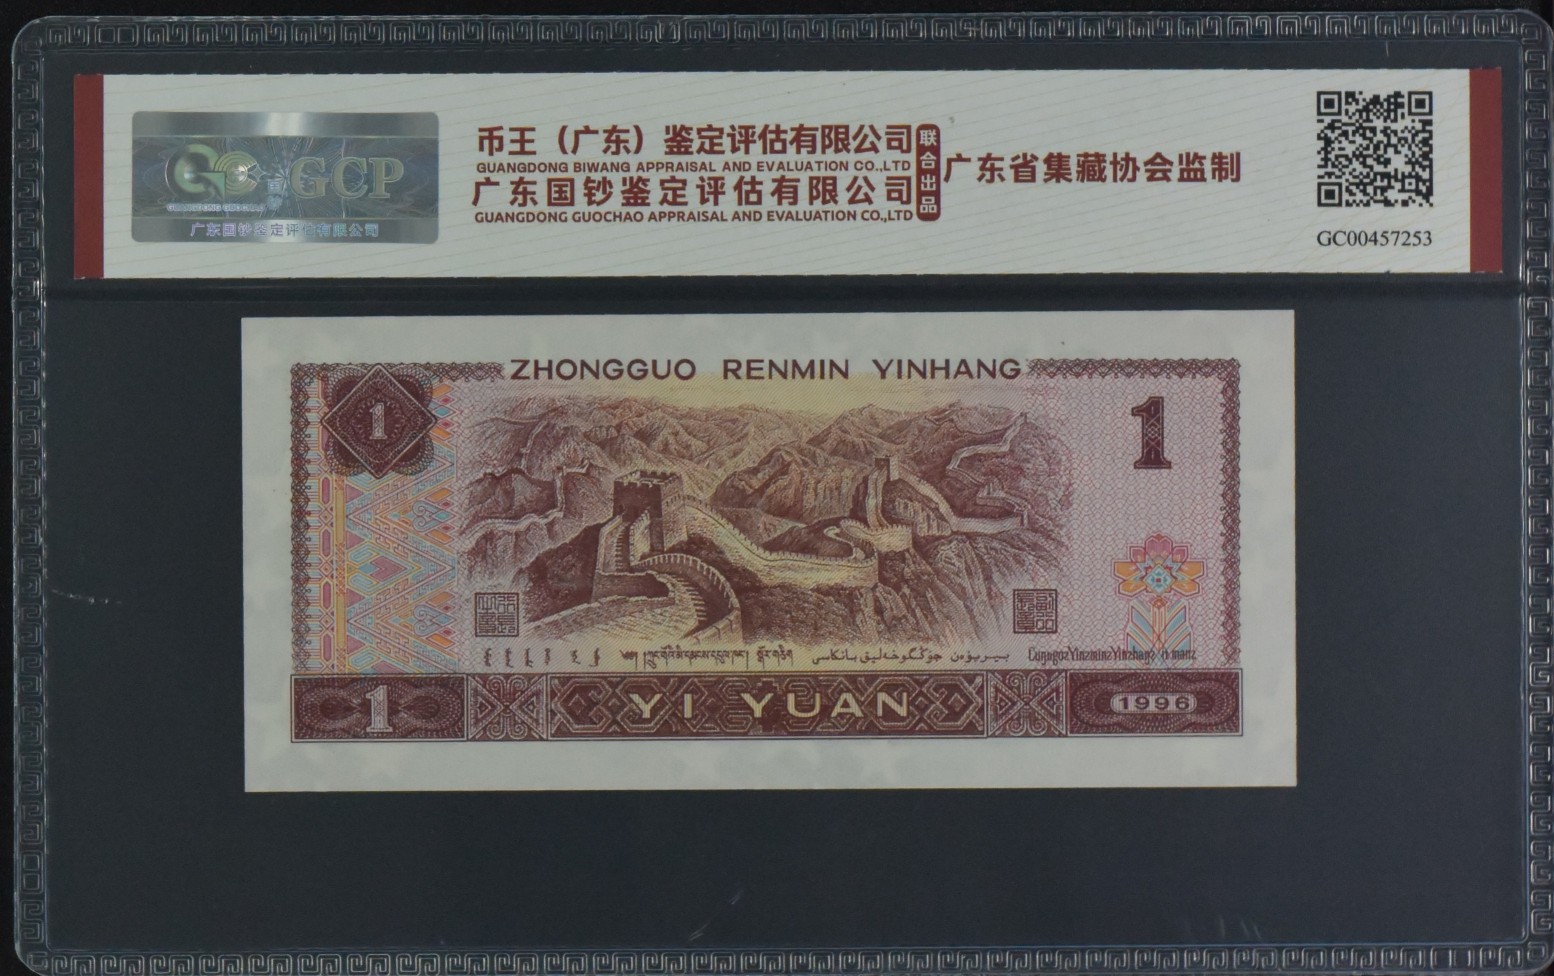 GCP
广东国钞鉴定评估有限公司
币王（广东）鉴定评估有限公司
GUANGDONG BIWANG APPRAISAL AND EVALUATION CO.,LTD
广东国钞鉴定评估有限公司
GUANGDONG GUOCHAO APPRAISAL AND EVALUATION CO.,LTD
联合出品
广东省集藏协会监制
GC00457253
ZHONGGUO RENMIN YINHANG
1
1
1
YI YUAN
1996